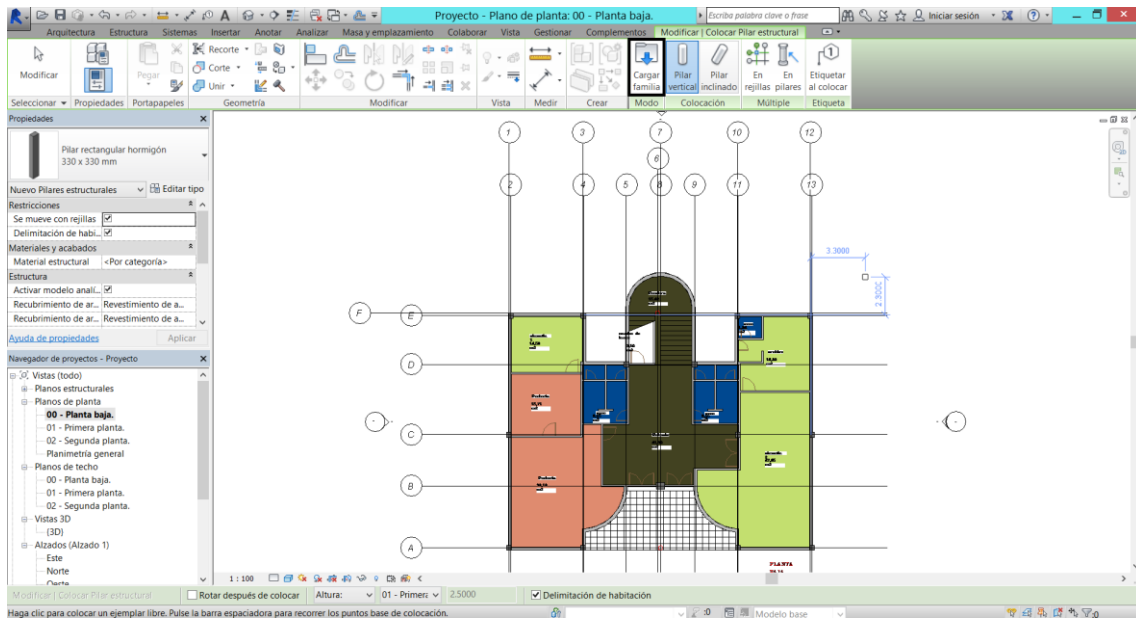 Proyecto - Plano de planta: 00 - Planta baja.
Escriba palabra clave o frase
Iniciar sesión
Arquitectura Estructura Sistemas Insertar Anotar Analizar Masa y emplazamiento Colaborar Vista Gestionar Complementos Modificar | Colocar Pilar estructural
Modificar
Pegar
Recorte
Corte
Unir
Cargar familia
Pilar vertical
Pilar inclinado
En rejillas
En pilares
Etiquetar al colocar
Seleccionar Propiedades Portapapeles Geometría Modificar Vista Medir Crear Modo Colocación Múltiple Etiqueta
Propiedades
Pilar rectangular hormigón
330 x 330 mm
Nuevo Pilares estructurales Editar tipo
Restricciones
Se mueve con rejillas
Delimitación de habi...
Materiales y acabados
Material estructural <Por categoría>
Estructura
Activar modelo analí...
Recubrimiento de ar... Revestimiento de a...
Recubrimiento de ar... Revestimiento de a...
Ayuda de propiedades Aplicar
Navegador de proyectos - Proyecto
Vistas (todo)
Planos estructurales
Planos de planta
00 - Planta baja.
01 - Primera planta.
02 - Segunda planta.
Planimetría general
Planos de techo
00 - Planta baja.
01 - Primera planta.
02 - Segunda planta.
Vistas 3D
{3D}
Alzados (Alzado 1)
Este
Norte
Oeste
1 3 7 10 12
6
2 4 5 8 9 11 13
3.3000
2.3000
F E
D
C
B
A
PLANTA
1 : 100
Modificar | Colocar Pilar estructural Rotar después de colocar Altura: 01 - Primera 2.5000 Delimitación de habitación
Haga clic para colocar un ejemplar libre. Pulse la barra espaciadora para recorrer los puntos base de colocación. :0 Modelo base :0